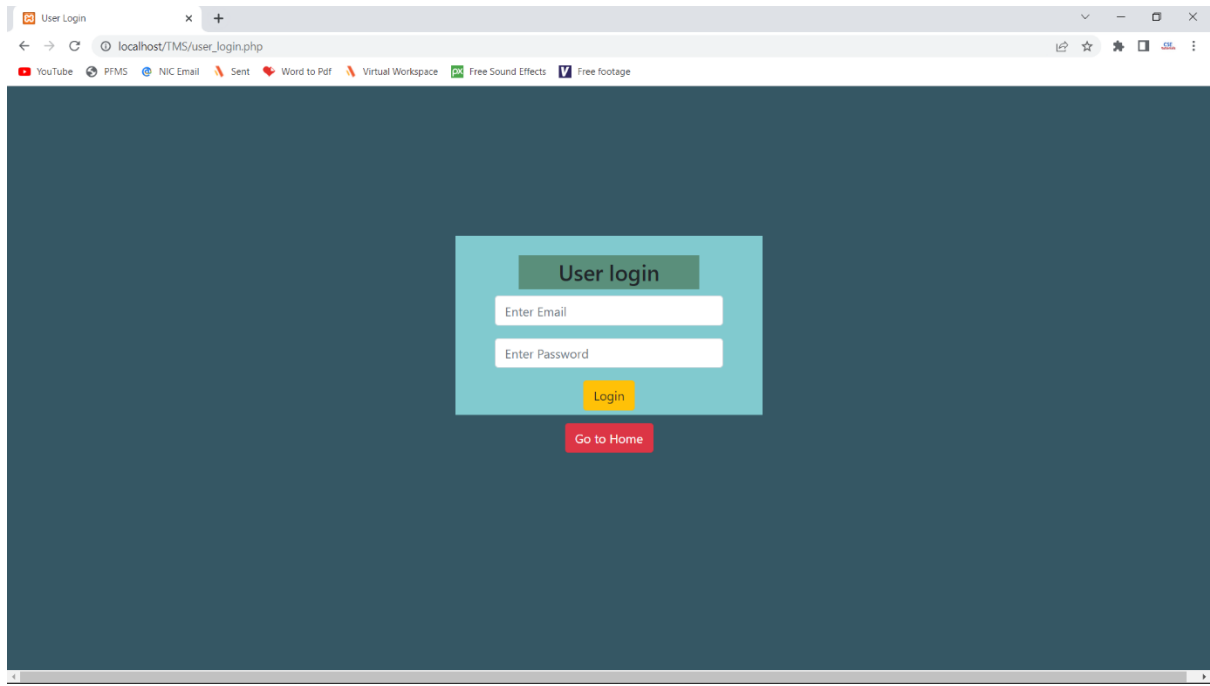 User Login
localhost/TMS/user_login.php
YouTube PFMS NIC Email Sent Word to Pdf Virtual Workspace px Free Sound Effects V Free footage
User login
Enter Email
Enter Password
Login
Go to Home